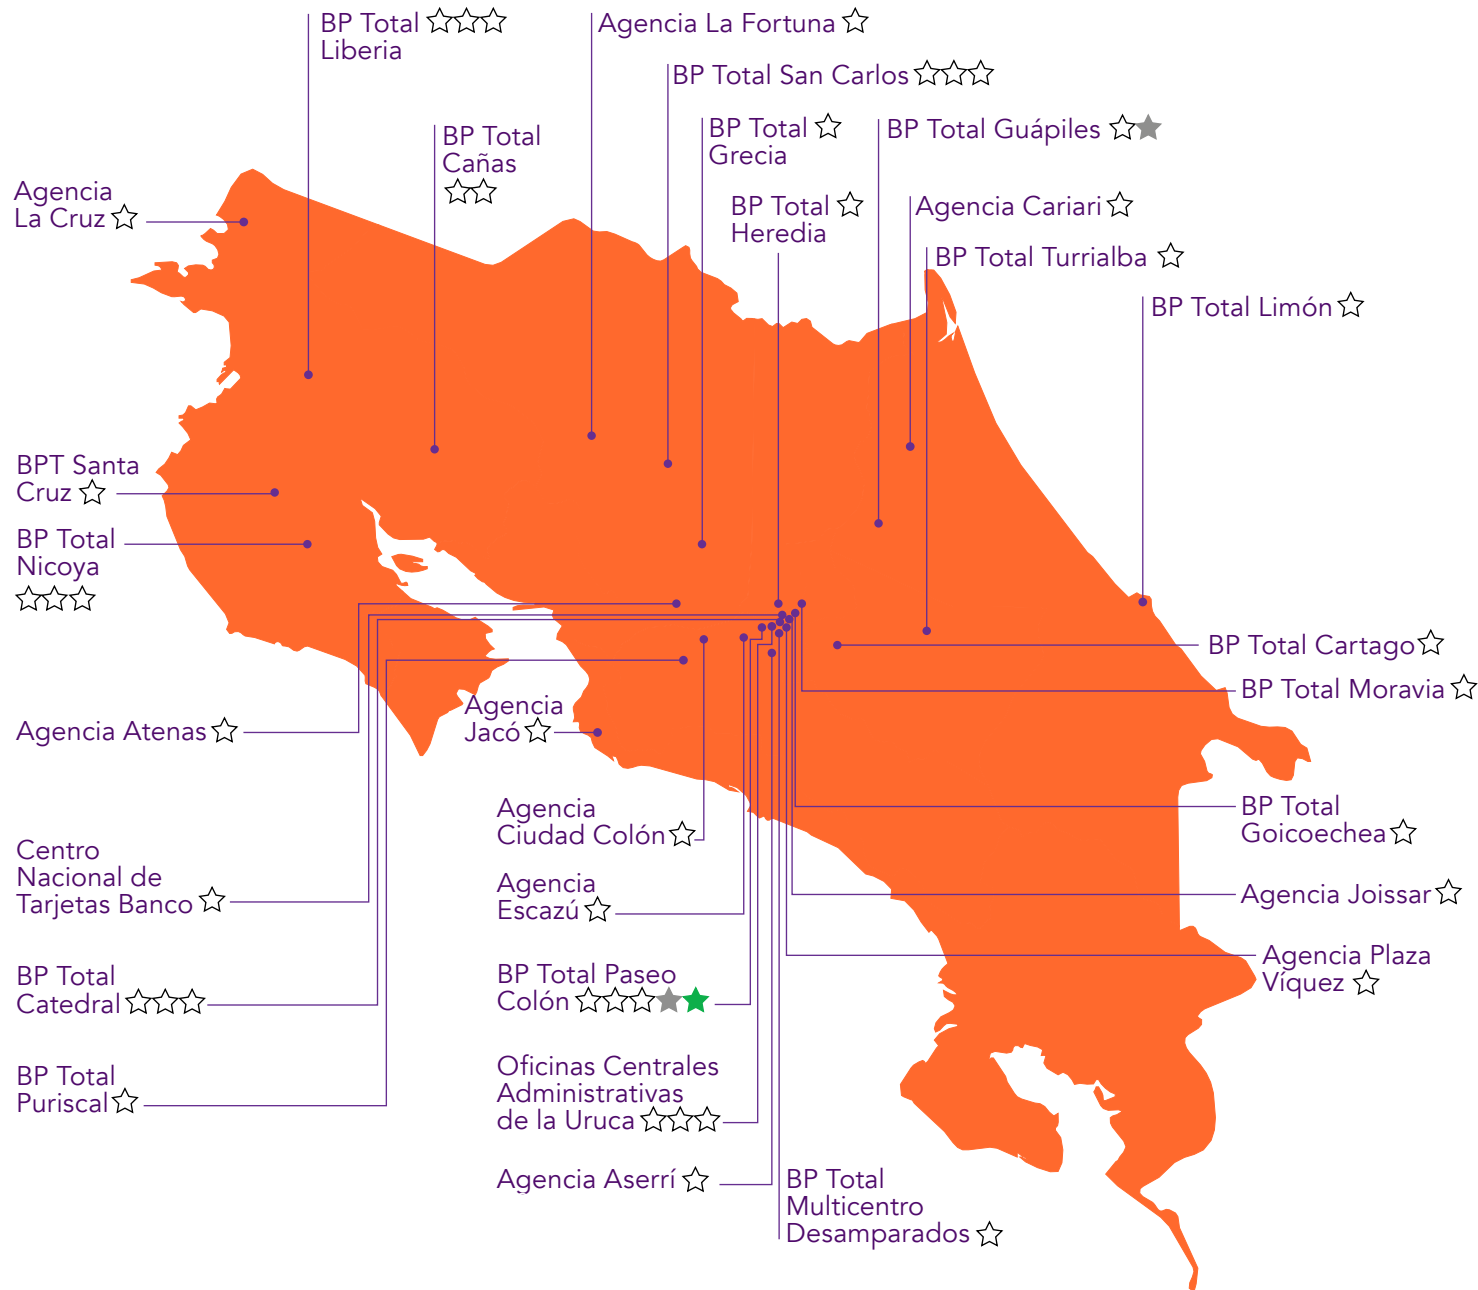 BP Total
Liberia
Agencia La Fortuna
BP Total San Carlos
BP Total
Grecia
BP Total Guápiles
BP Total
Cañas
Agencia
La Cruz
BP Total
Heredia
Agencia Cariari
BP Total Turrialba
BP Total Limón
BPT Santa
Cruz
BP Total
Nicoya
BP Total Cartago
BP Total Moravia
Agencia Atenas
Agencia
Jacó
Agencia
Ciudad Colón
BP Total
Goicoechea
Centro
Nacional de
Tarjetas Banco
Agencia
Escazú
Agencia Joissar
Agencia Plaza
Víquez
BP Total
Catedral
BP Total Paseo
Colón
BP Total
Puriscal
Oficinas Centrales
Administrativas
de la Uruca
Agencia Aserrí
BP Total
Multicentro
Desamparados